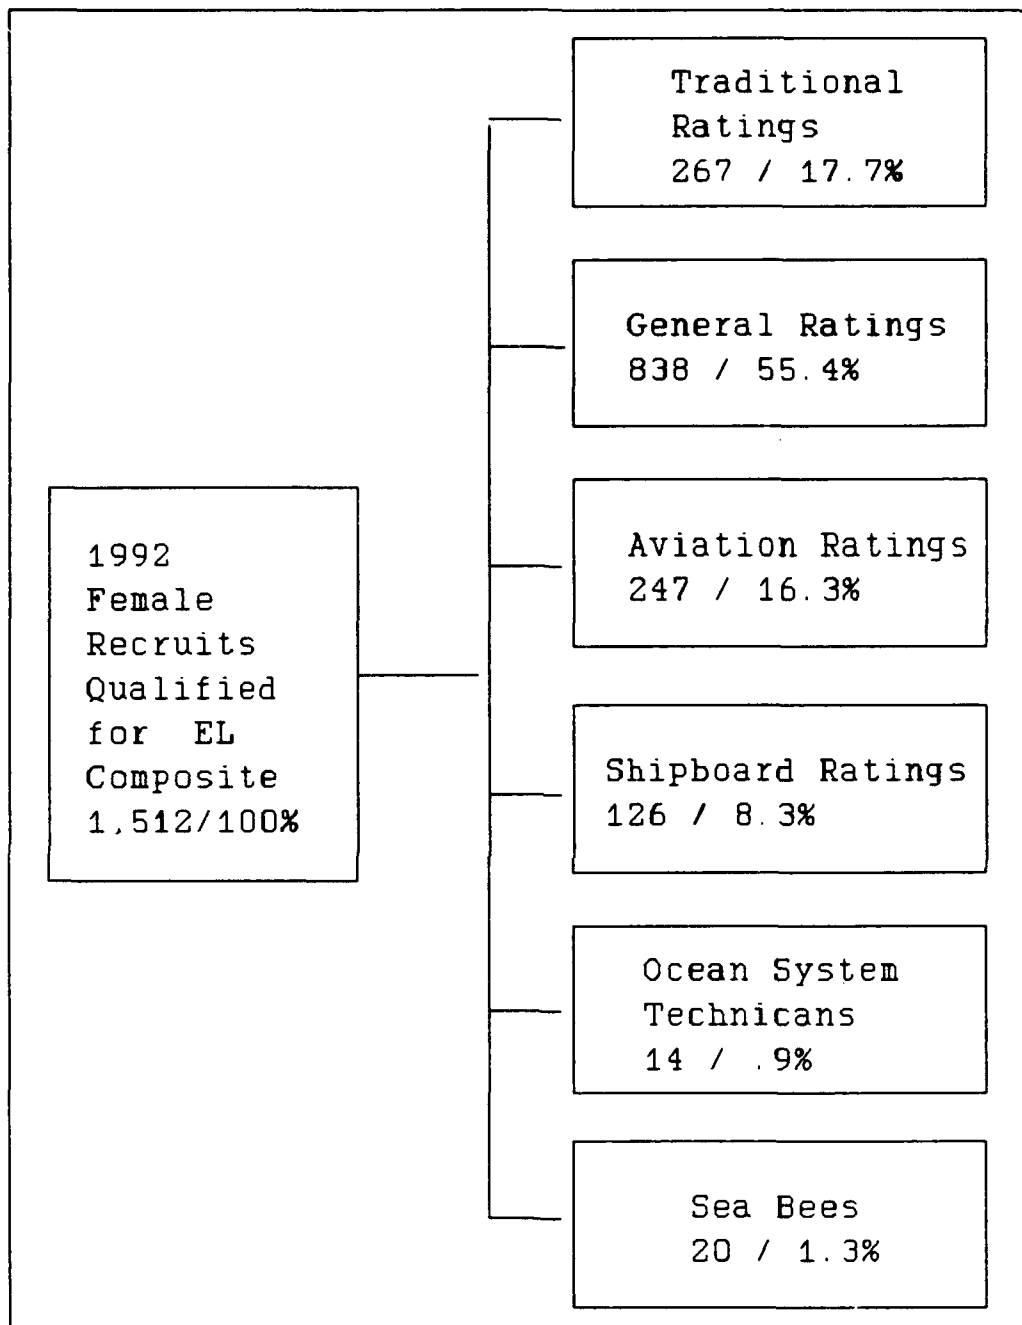 Traditional
Ratings
267 / 17.7%
General Ratings
838 / 55.4%
Aviation Ratings
247 / 16.3%
1992
Female
Recruits
Qualified
for EL
Composite
1,512/100%
Shipboard Ratings
126 / 8.3%
Ocean System
Technicans
14 / .9%
Sea Bees
20 / 1.3%